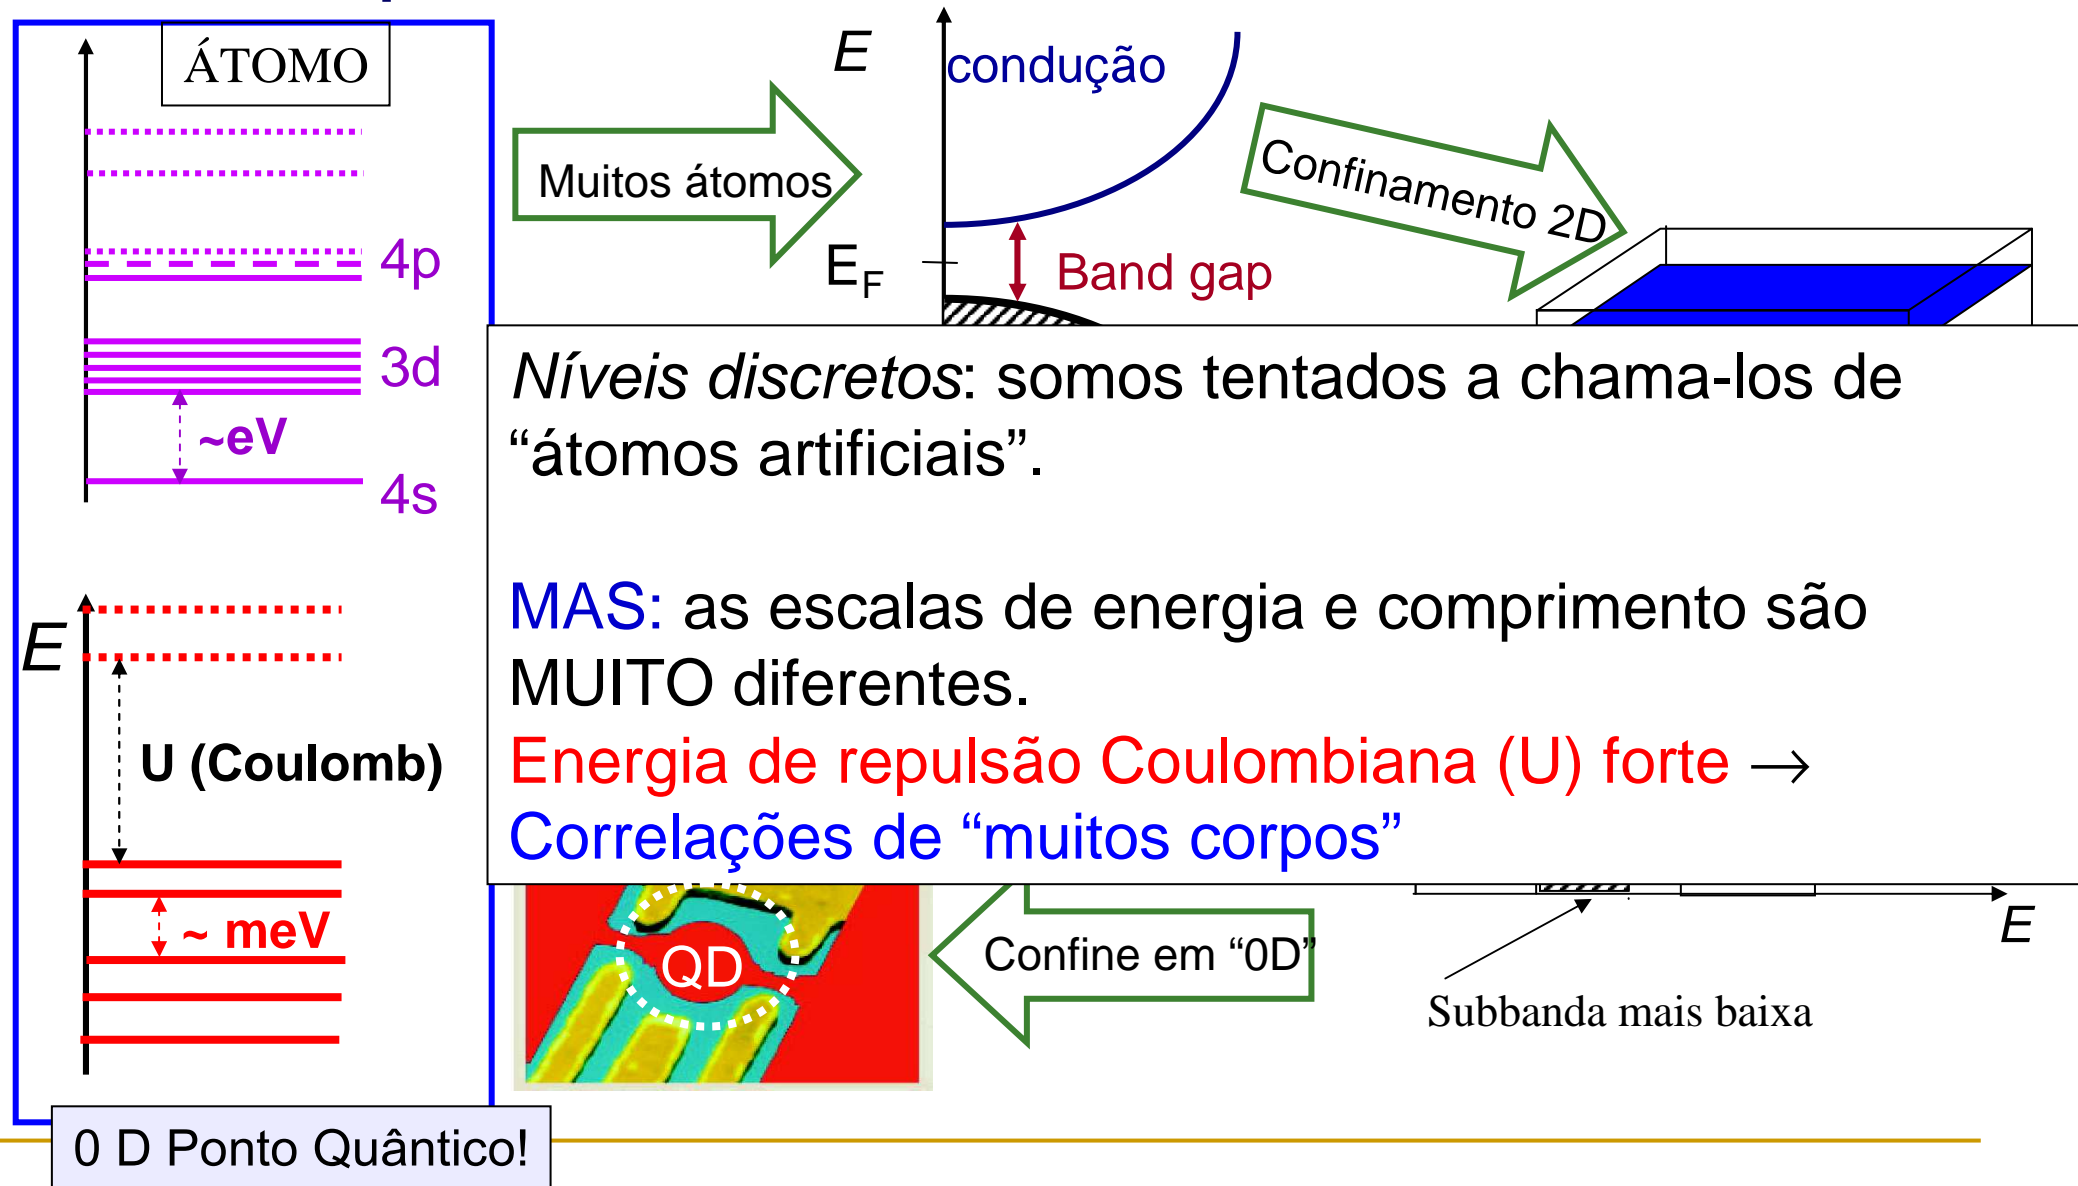 ÁTOMO
4p
3d
~eV
4s
Muitos átomos
E
condução
E_F
Band gap
Confinamento 2D
Níveis discretos: somos tentados a chama-los de
“átomos artificiais”.
MAS: as escalas de energia e comprimento são
MUITO diferentes.
Energia de repulsão Coulombiana (U) forte →
Correlações de “muitos corpos”
E
U (Coulomb)
~ meV
QD
Confine em “0D”
E
Subbanda mais baixa
0 D Ponto Quântico!